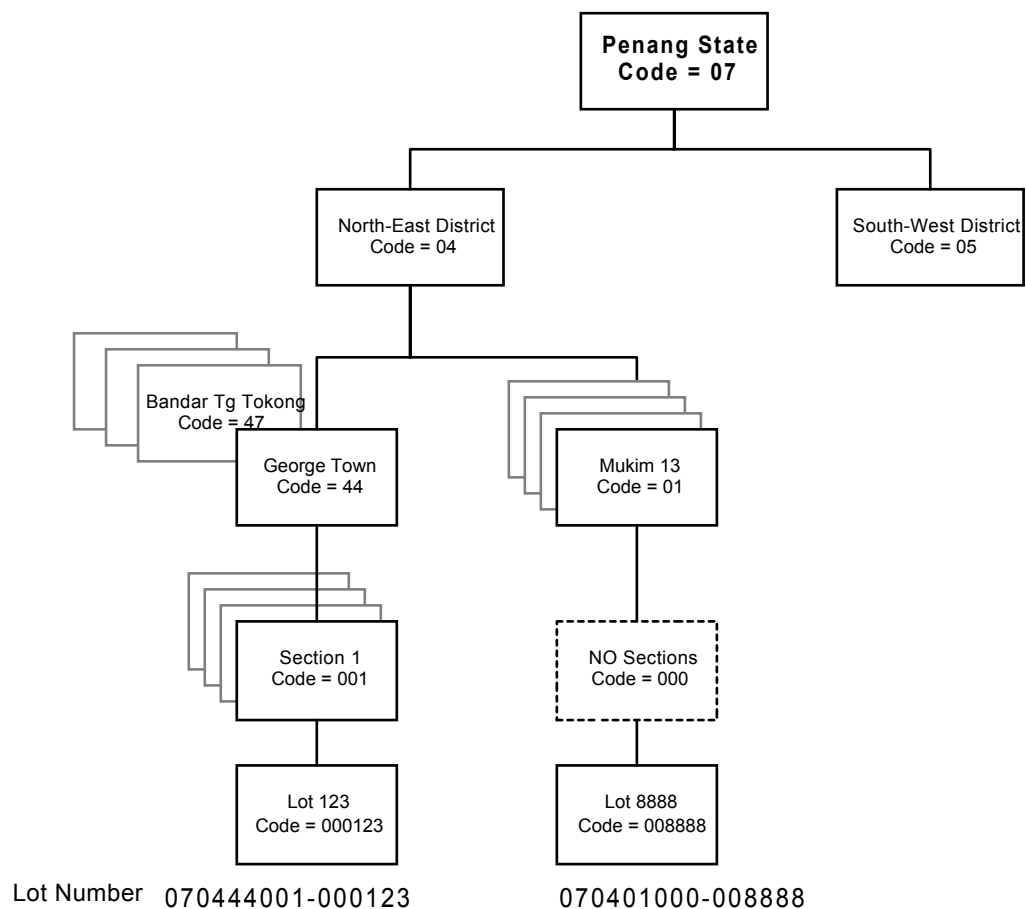 Penang State
Code = 07
North-East District
Code = 04
South-West District
Code = 05
Bandar Tg Tokong
Code = 47
George Town
Code = 44
Mukim 13
Code = 01
Section 1
Code = 001
NO Sections
Code = 000
Lot 123
Code = 000123
Lot 8888
Code = 008888
Lot Number 070444001-000123 070401000-008888